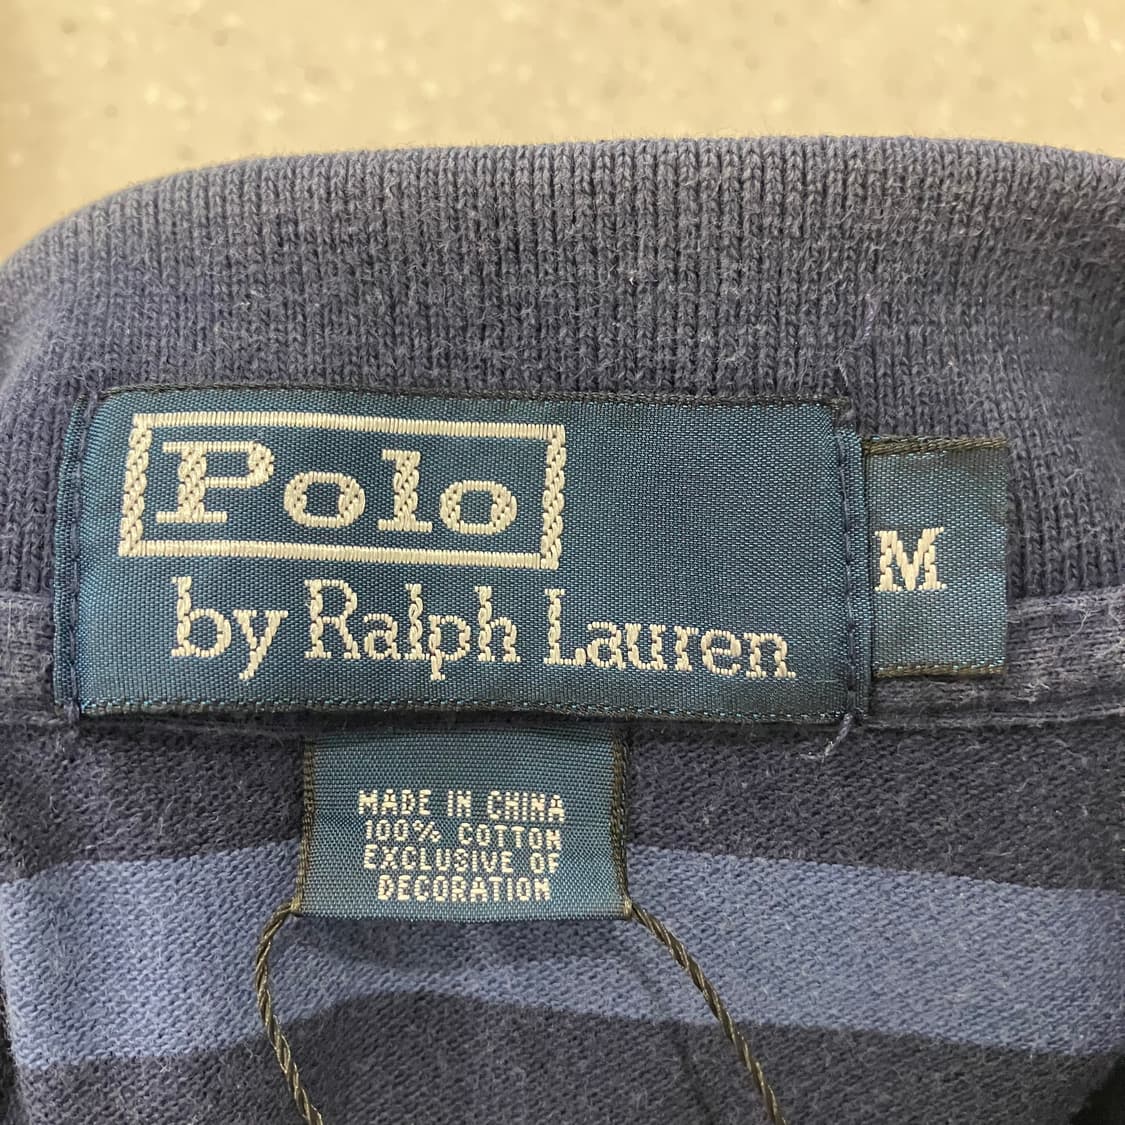 Polo
by Ralph Lauren
M
MADE IN CHINA
100% COTTON
EXCLUSIVE OF
DECORATION